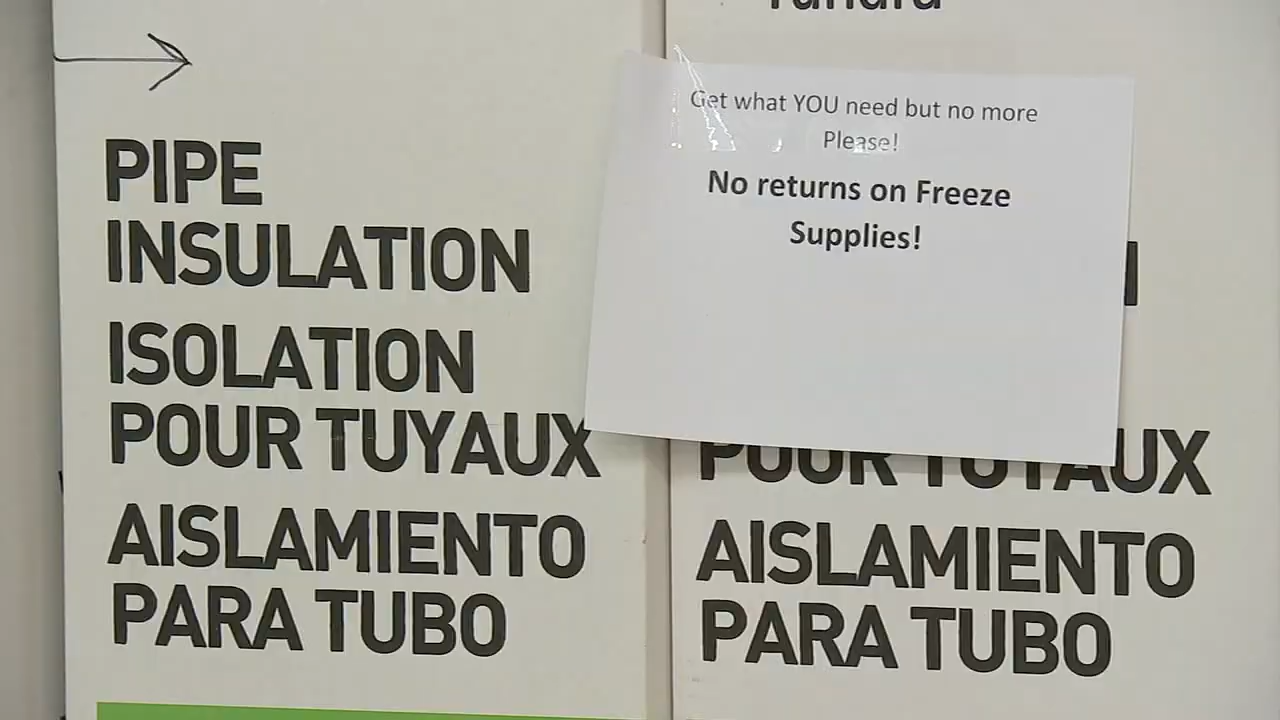 PIPE
INSULATION
ISOLATION
POUR TUYAUX
AISLAMIENTO
PARA TUBO
Tundra
Get what YOU need but no more
Please!
No returns on Freeze
Supplies!
POUR TUYAUX
AISLAMIENTO
PARA TUBO